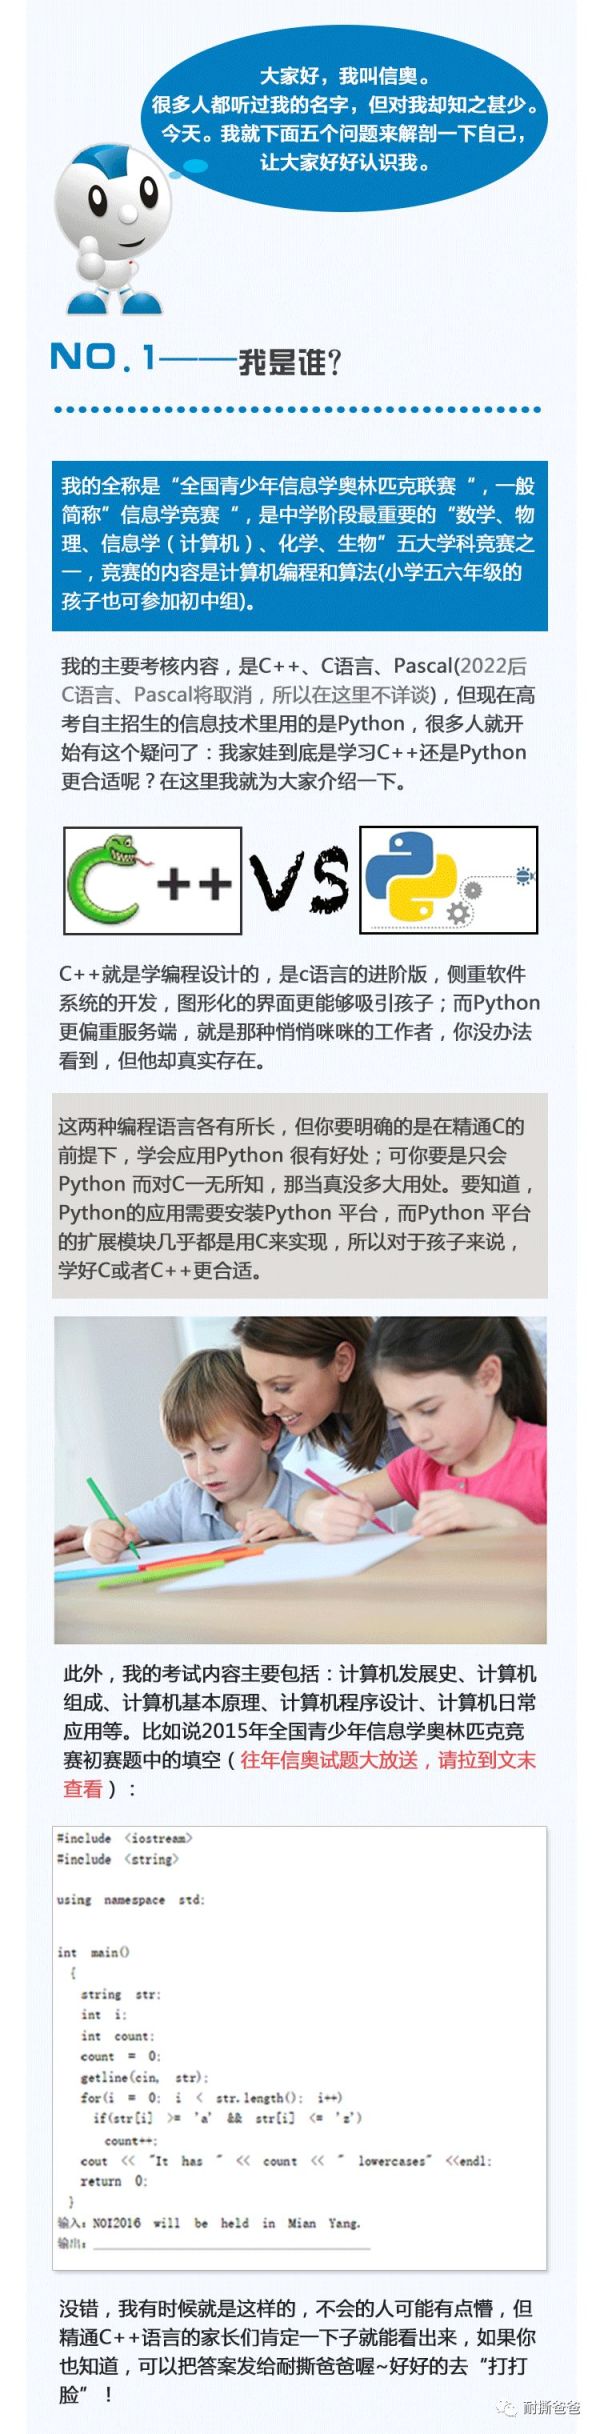 大家好，我叫信奥。
很多人都听过我的名字，但对我却知之甚少。
今天。我就下面五个问题来解剖一下自己，
让大家好好认识我。
NO.1——我是谁？
我的全称是“全国青少年信息学奥林匹克联赛“，一般
简称”信息学竞赛“，是中学阶段最重要的“数学、物
理、信息学（计算机）、化学、生物”五大学科竞赛之
一，竞赛的内容是计算机编程和算法(小学五六年级的
孩子也可参加初中组)。
我的主要考核内容，是C++、C语言、Pascal(2022后
C语言、Pascal将取消，所以在这里不详谈)，但现在高
考自主招生的信息技术里用的是Python，很多人就开
始有这个疑问了：我家娃到底是学习C++还是Python
更合适呢？在这里我就为大家介绍一下。
C++ VS
C++就是学编程设计的，是c语言的进阶版，侧重软件
系统的开发，图形化的界面更能够吸引孩子；而Python
更偏重服务端，就是那种悄悄咪咪的工作者，你没办法
看到，但他却真实存在。
这两种编程语言各有所长，但你要明确的是在精通C的
前提下，学会应用Python 很有好处；可你要是只会
Python 而对C一无所知，那当真没多大用处。要知道，
Python的应用需要安装Python 平台，而Python 平台
的扩展模块几乎都是用C来实现，所以对于孩子来说，
学好C或者C++更合适。
此外，我的考试内容主要包括：计算机发展史、计算机
组成、计算机基本原理、计算机程序设计、计算机日常
应用等。比如说2015年全国青少年信息学奥林匹克竞
赛初赛题中的填空（往年信奥试题大放送，请拉到文末
查看）：
#include <iostream>
#include <string>
using namespace std;
int main()
{
string str;
int i;
int count;
count = 0;
getline(cin, str);
for(i = 0; i < str.length(); i++)
if(str[i] >= 'a' && str[i] <= 'z')
count++;
cout << "It has " << count << " lowercases" <<endl;
return 0;
}
输入：NOI2016 will be held in Mian Yang.
输出：
没错，我有时候就是这样的，不会的人可能有点懵，但
精通C++语言的家长们肯定一下子就能看出来，如果你
也知道，可以把答案发给耐撕爸爸喔~好好的去“打打
脸”！
耐撕爸爸